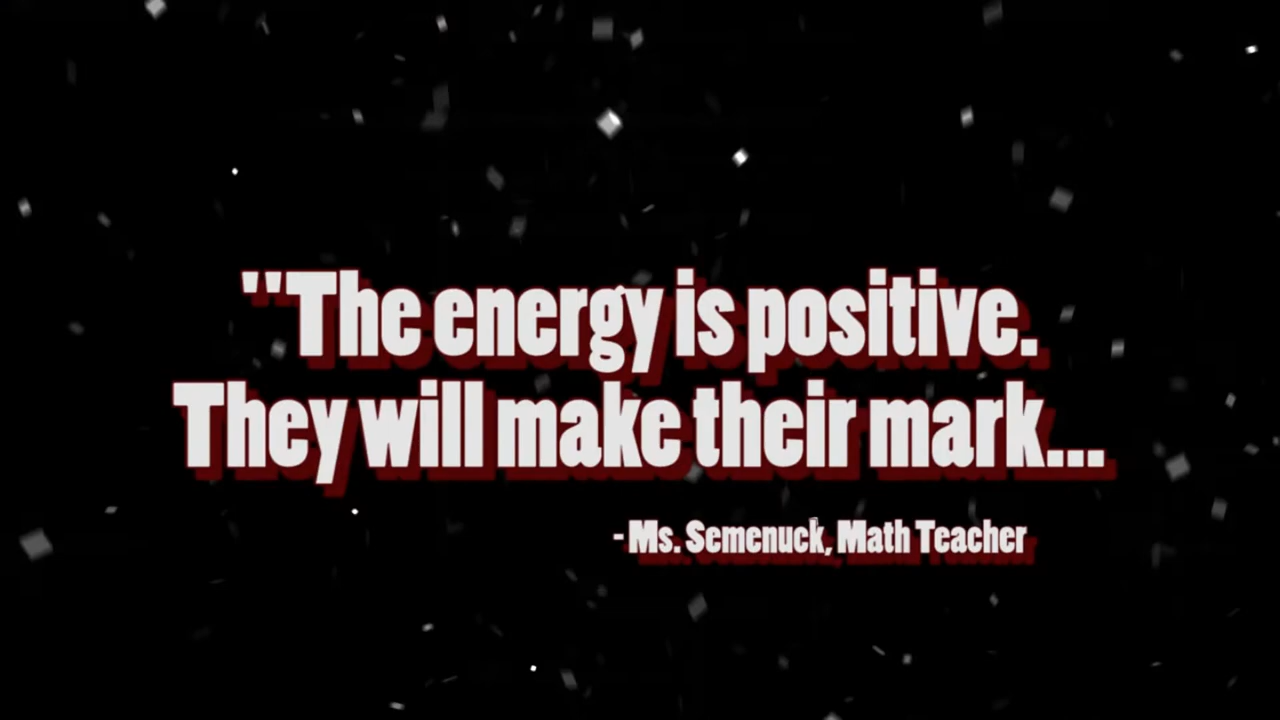 "The energy is positive.
They will make their mark...
- Ms. Semenuck, Math Teacher